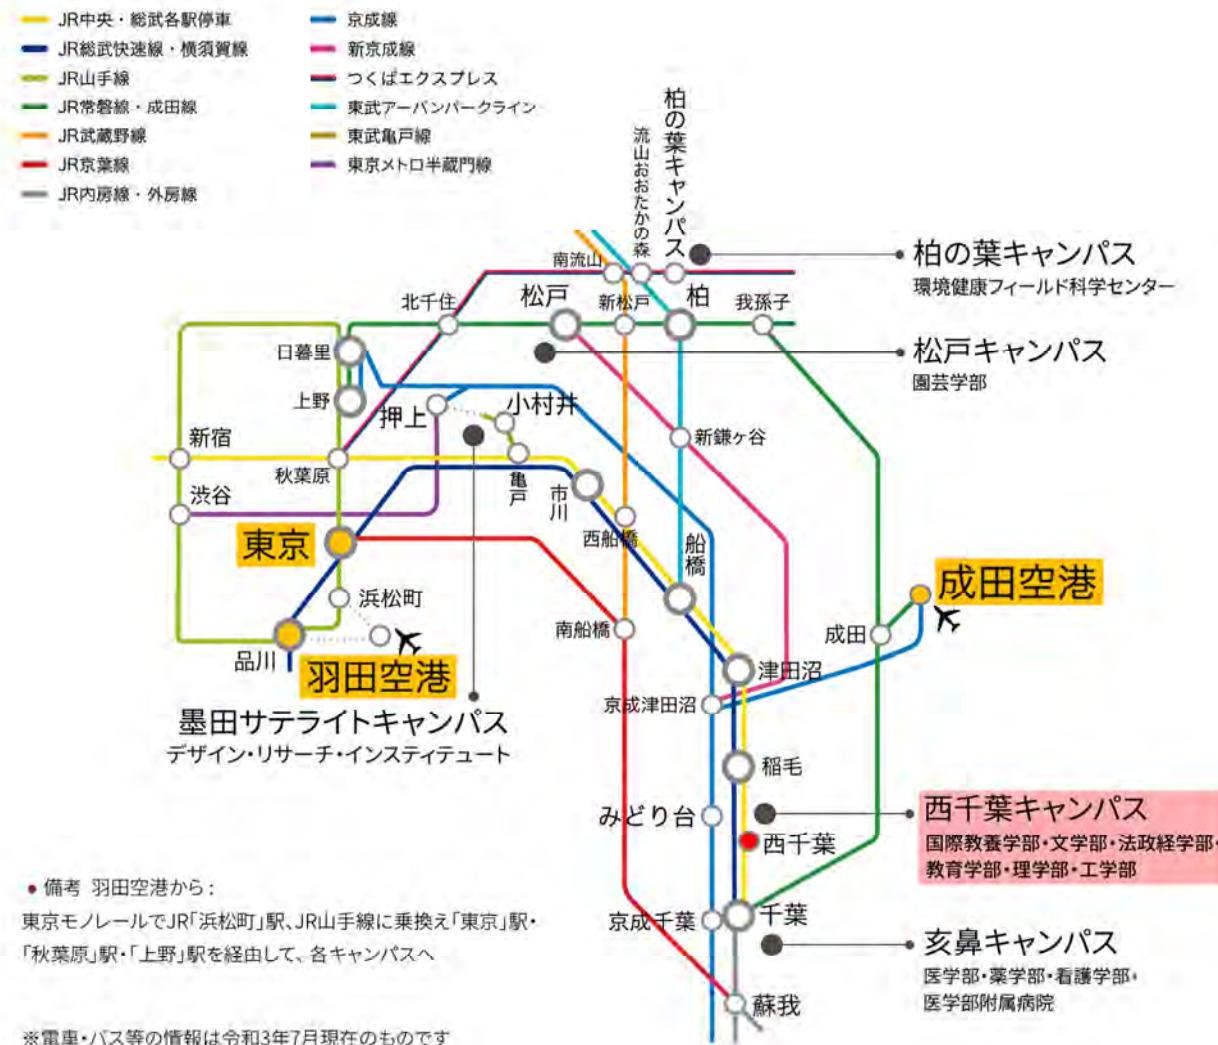 JR中央・総武各駅停車
JR総武快速線・横須賀線
JR山手線
JR常磐線・成田線
JR武蔵野線
JR京葉線
JR内房線・外房線
京成線
新京成線
つくばエクスプレス
東武アーバンパークライン
東武亀戸線
東京メトロ半蔵門線
流山おおたかの森
柏の葉キャンパス
柏の葉キャンパス
環境健康フィールド科学センター
南流山
北千住
松戸
新松戸
柏
我孫子
日暮里
松戸キャンパス
園芸学部
上野
押上
小村井
新宿
秋葉原
亀戸
市川
新鎌ヶ谷
渋谷
西船橋
船橋
東京
成田空港
浜松町
南船橋
成田
品川
羽田空港
津田沼
京成津田沼
墨田サテライトキャンパス
デザイン・リサーチ・インスティテュート
稲毛
みどり台
西千葉
西千葉キャンパス
国際教養学部・文学部・法政経学部・
教育学部・理学部・工学部
京成千葉
千葉
亥鼻キャンパス
医学部・薬学部・看護学部・
医学部附属病院
蘇我
● 備考 羽田空港から:
東京モノレールでJR「浜松町」駅、JR山手線に乗換え「東京」駅・
「秋葉原」駅・「上野」駅を経由して、各キャンパスへ
※電車・バス等の情報は令和3年7月現在のものです